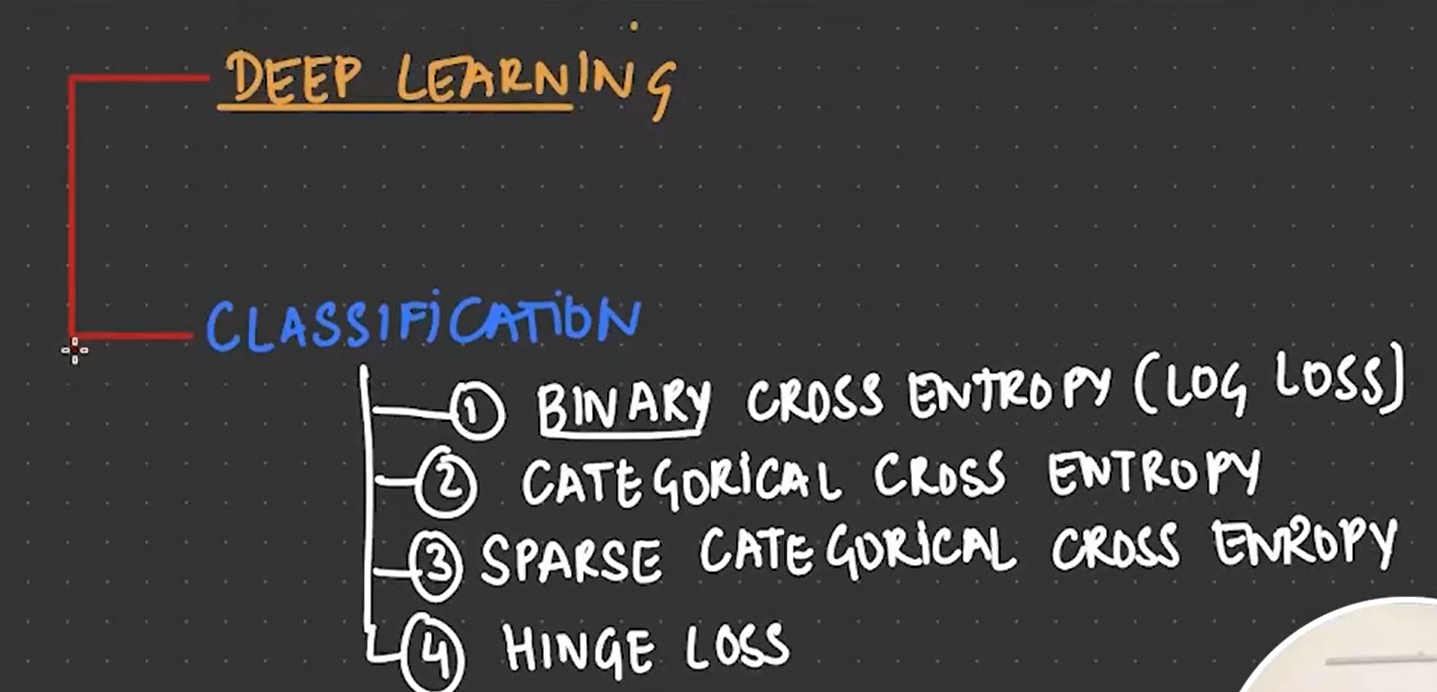 DEEP LEARNING
CLASSIFICATION
① BINARY CROSS ENTROPY (LOG LOSS)
② CATEGORICAL CROSS ENTROPY
③ SPARSE CATEGORICAL CROSS ENROPY
④ HINGE LOSS